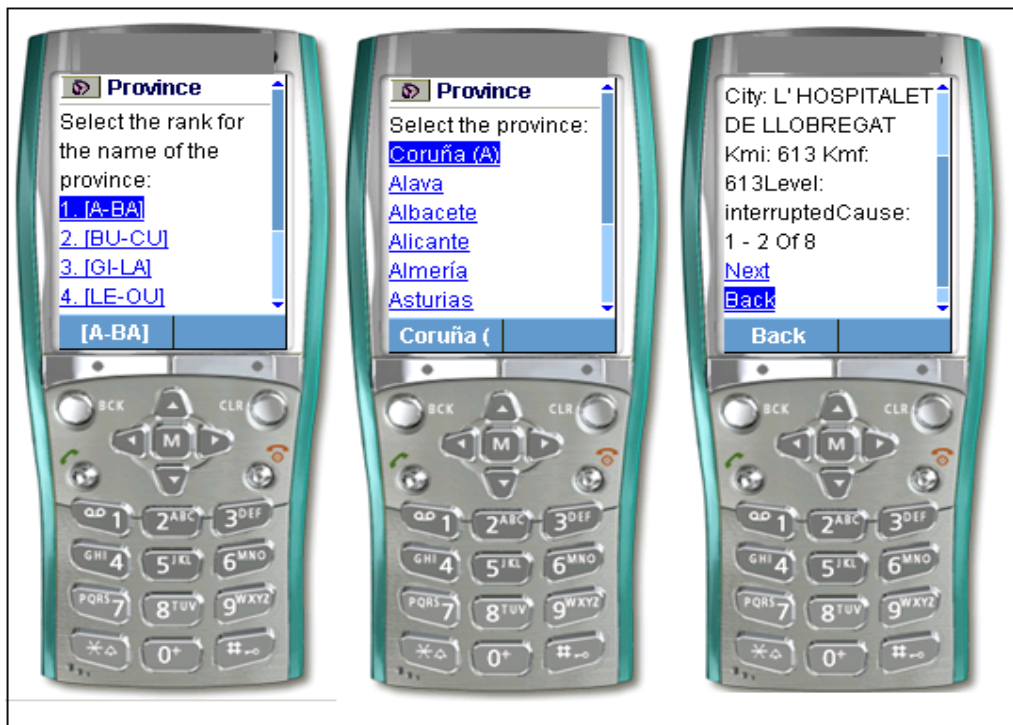 Province
Select the rank for
the name of the
province:
1. [A-BA]
2. [BU-CU]
3. [GI-LA]
4. [LE-OU]
[A-BA]
BCK
CLR
M
1
2ABC
3DEF
GHI4
5JKL
6MNO
PQRS7
8TUV
9WXYZ
0+
#
Province
Select the province:
Coruña (A)
Alava
Albacete
Alicante
Almería
Asturias
Coruña (
BCK
CLR
M
1
2ABC
3DEF
GHI4
5JKL
6MNO
PQRS7
8TUV
9WXYZ
0+
#
City: L' HOSPITALET
DE LLOBREGAT
Kmi: 613 Kmf:
613Level:
interruptedCause:
1 - 2 Of 8
Next
Back
Back
BCK
CLR
M
1
2ABC
3DEF
GHI4
5JKL
6MNO
PQRS7
8TUV
9WXYZ
0+
#